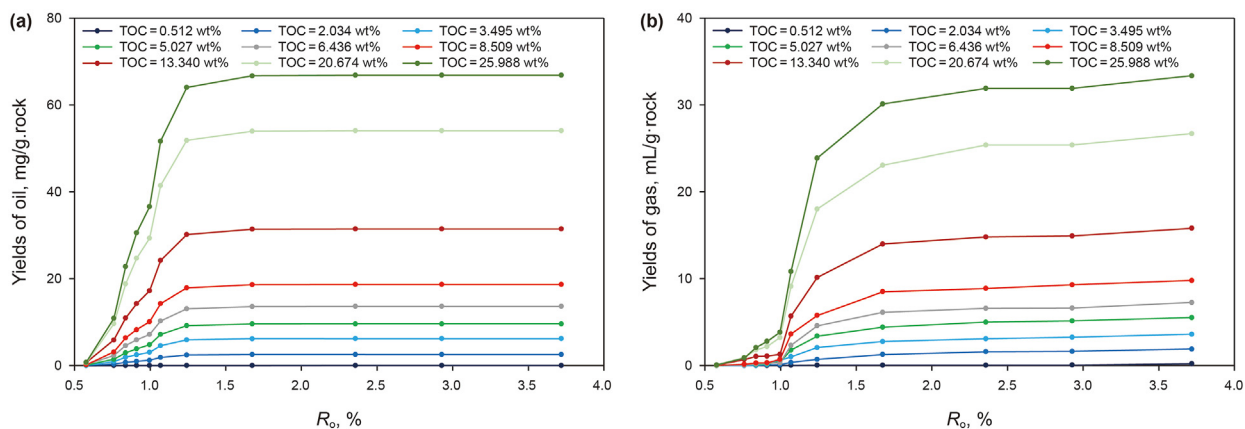 (a)
TOC = 0.512 wt% TOC = 2.034 wt% TOC = 3.495 wt%
TOC = 5.027 wt% TOC = 6.436 wt% TOC = 8.509 wt%
TOC = 13.340 wt% TOC = 20.674 wt% TOC = 25.988 wt%
Yields of oil, mg/g.rock
80
60
40
20
0
0.5 1.0 1.5 2.0 2.5 3.0 3.5 4.0
Ro, %
(b)
TOC = 0.512 wt% TOC = 2.034 wt% TOC = 3.495 wt%
TOC = 5.027 wt% TOC = 6.436 wt% TOC = 8.509 wt%
TOC = 13.340 wt% TOC = 20.674 wt% TOC = 25.988 wt%
Yields of gas, mL/g·rock
40
30
20
10
0
0.5 1.0 1.5 2.0 2.5 3.0 3.5 4.0
Ro, %